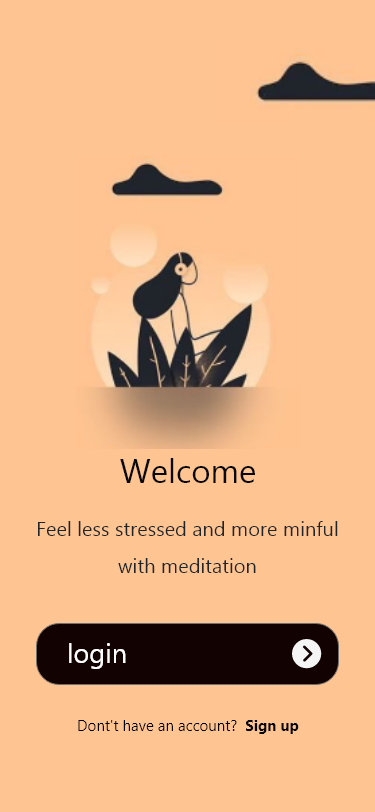 Welcome
Feel less stressed and more minful
with meditation
login
Don't have an account? Sign up